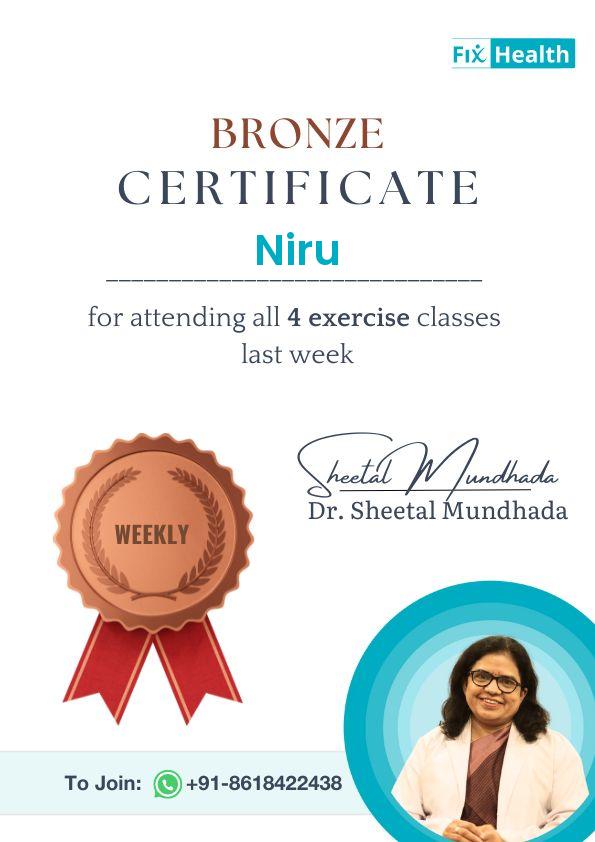 Fix Health
BRONZE
CERTIFICATE
Niru
for attending all 4 exercise classes
last week
WEEKLY
Sheetal Mundhada
Dr. Sheetal Mundhada
To Join: +91-8618422438